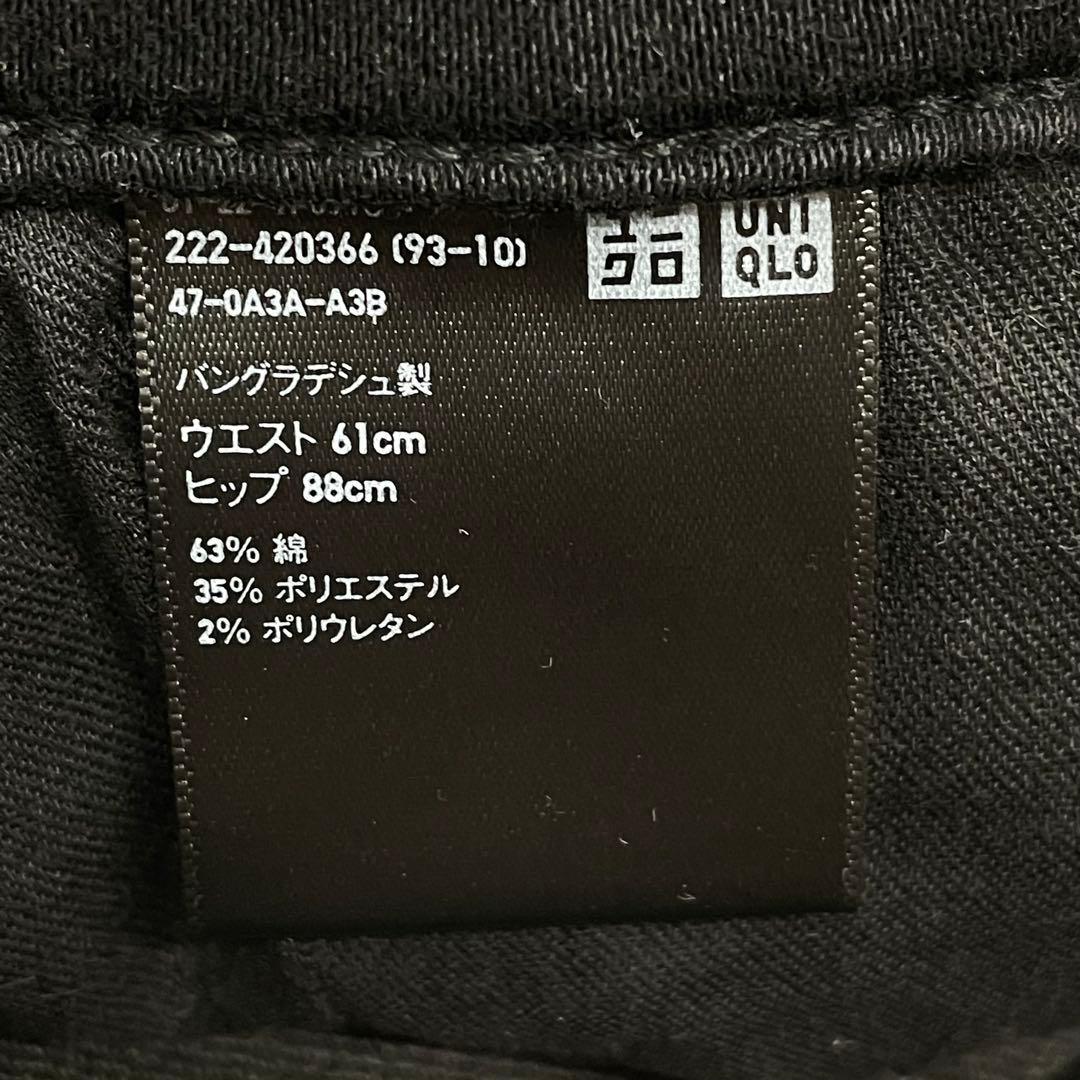 222-420366 (93-10)
47-0A3A-A3B
ユニ
クロ
UNI
QLO
バングラデシュ製
ウエスト 61cm
ヒップ 88cm
63% 綿
35% ポリエステル
2% ポリウレタン